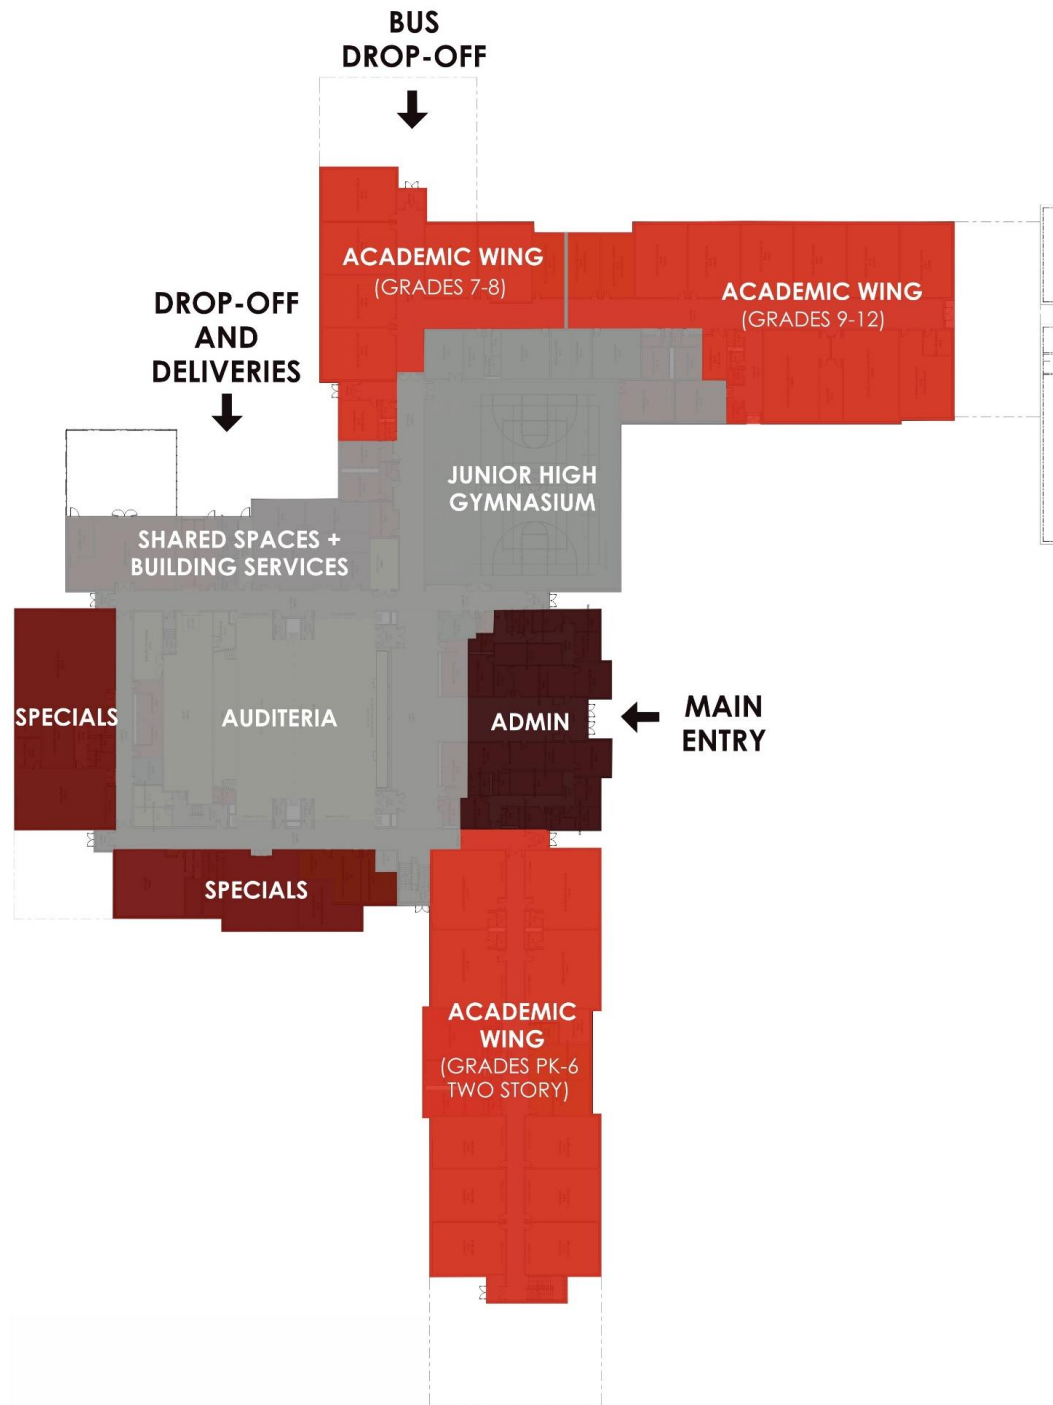 BUS
DROP-OFF
ACADEMIC WING
(GRADES 7-8)
ACADEMIC WING
(GRADES 9-12)
DROP-OFF
AND
DELIVERIES
JUNIOR HIGH
GYMNASIUM
SHARED SPACES +
BUILDING SERVICES
SPECIALS
AUDITERIA
ADMIN
MAIN
ENTRY
SPECIALS
ACADEMIC
WING
(GRADES PK-6
TWO STORY)